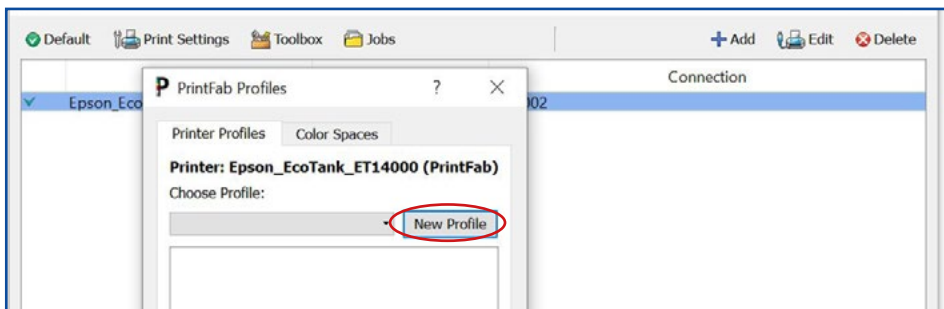 Default Print Settings Toolbox Jobs Add Edit Delete
Connection
PrintFab Profiles ? ×
Epson_Eco 002
Printer Profiles Color Spaces
Printer: Epson_EcoTank_ET14000 (PrintFab)
Choose Profile:
New Profile